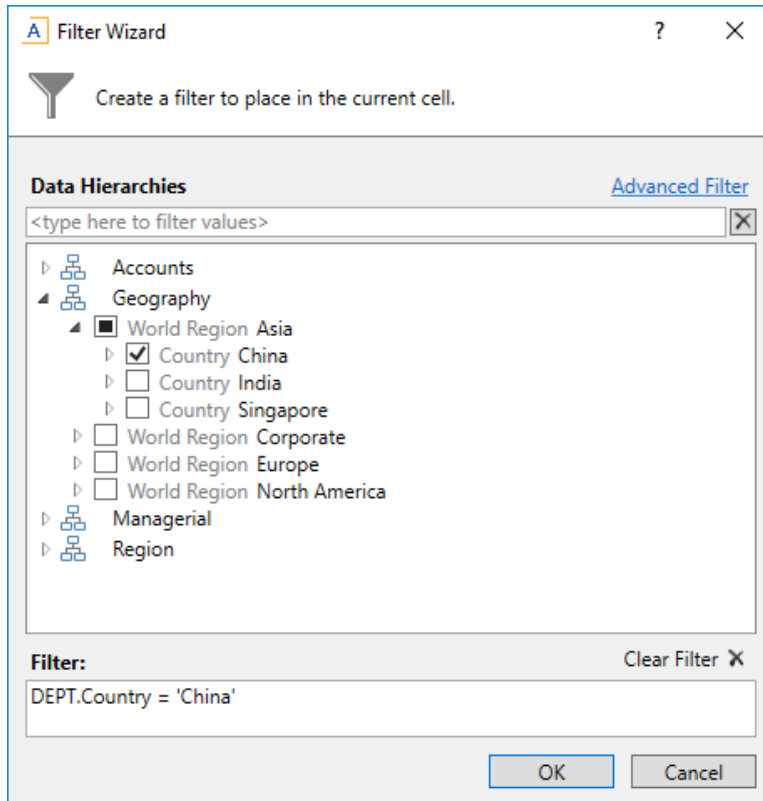 A Filter Wizard ? X
Create a filter to place in the current cell.
Data Hierarchies Advanced Filter
<type here to filter values>
Accounts
Geography
World Region Asia
Country China
Country India
Country Singapore
World Region Corporate
World Region Europe
World Region North America
Managerial
Region
Filter: Clear Filter X
DEPT.Country = 'China'
OK Cancel